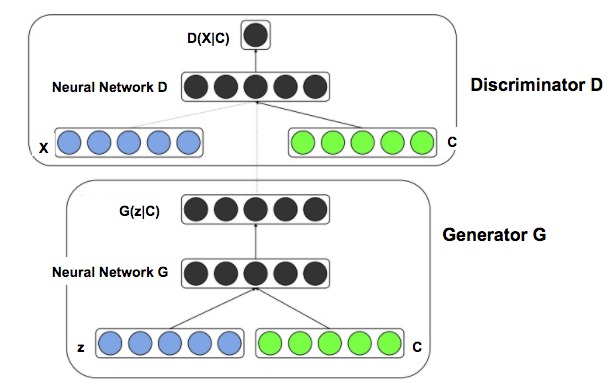 D(X|C)
Neural Network D
Discriminator D
X
C
G(z|C)
Generator G
Neural Network G
z
C